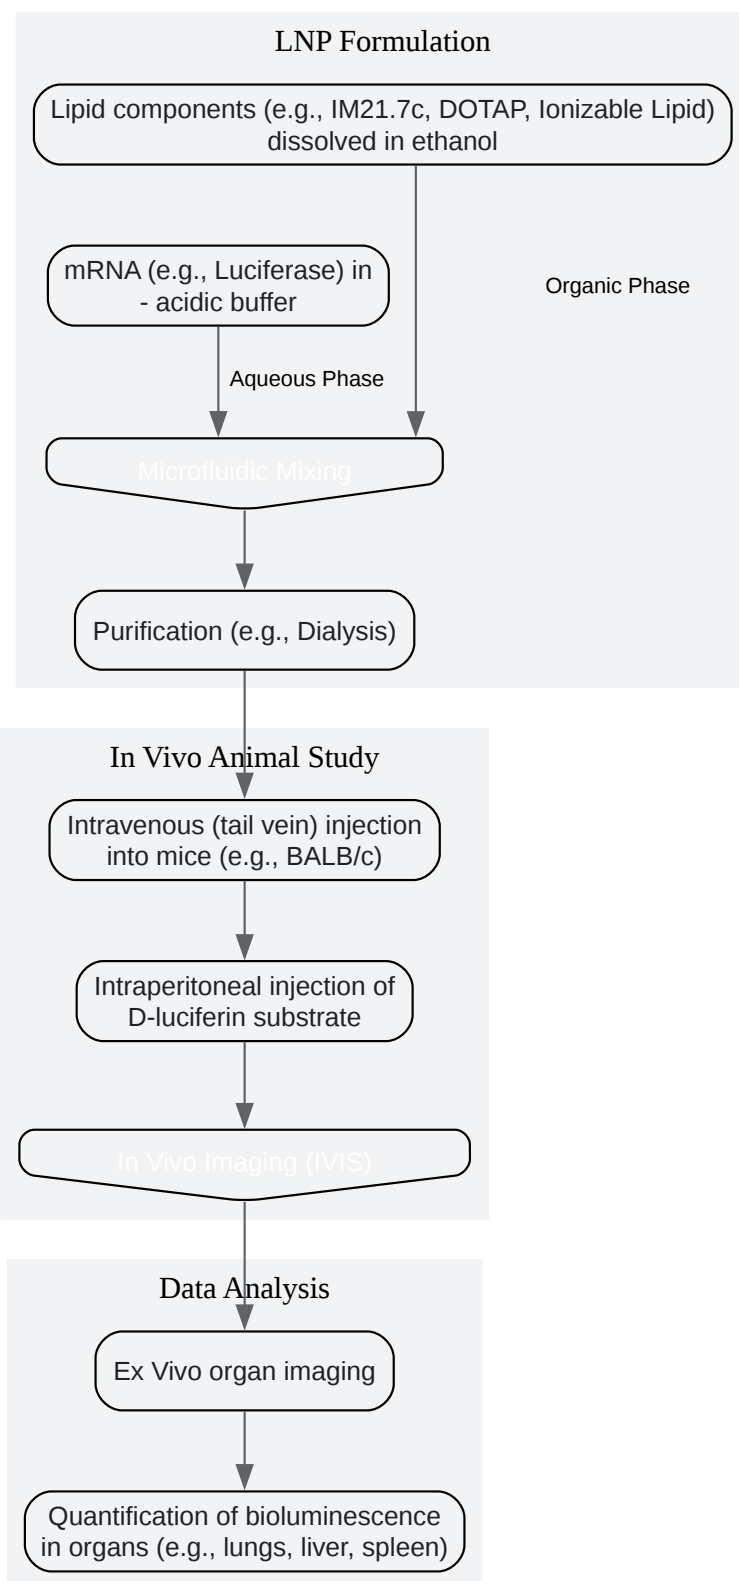 LNP Formulation
Lipid components (e.g., IM21.7c, DOTAP, Ionizable Lipid)
dissolved in ethanol
mRNA (e.g., Luciferase) in
- acidic buffer
Organic Phase
Aqueous Phase
Microfluidic Mixing
Purification (e.g., Dialysis)
In Vivo Animal Study
Intravenous (tail vein) injection
into mice (e.g., BALB/c)
Intraperitoneal injection of
D-luciferin substrate
In Vivo Imaging (IVIS)
Data Analysis
Ex Vivo organ imaging
Quantification of bioluminescence
in organs (e.g., lungs, liver, spleen)